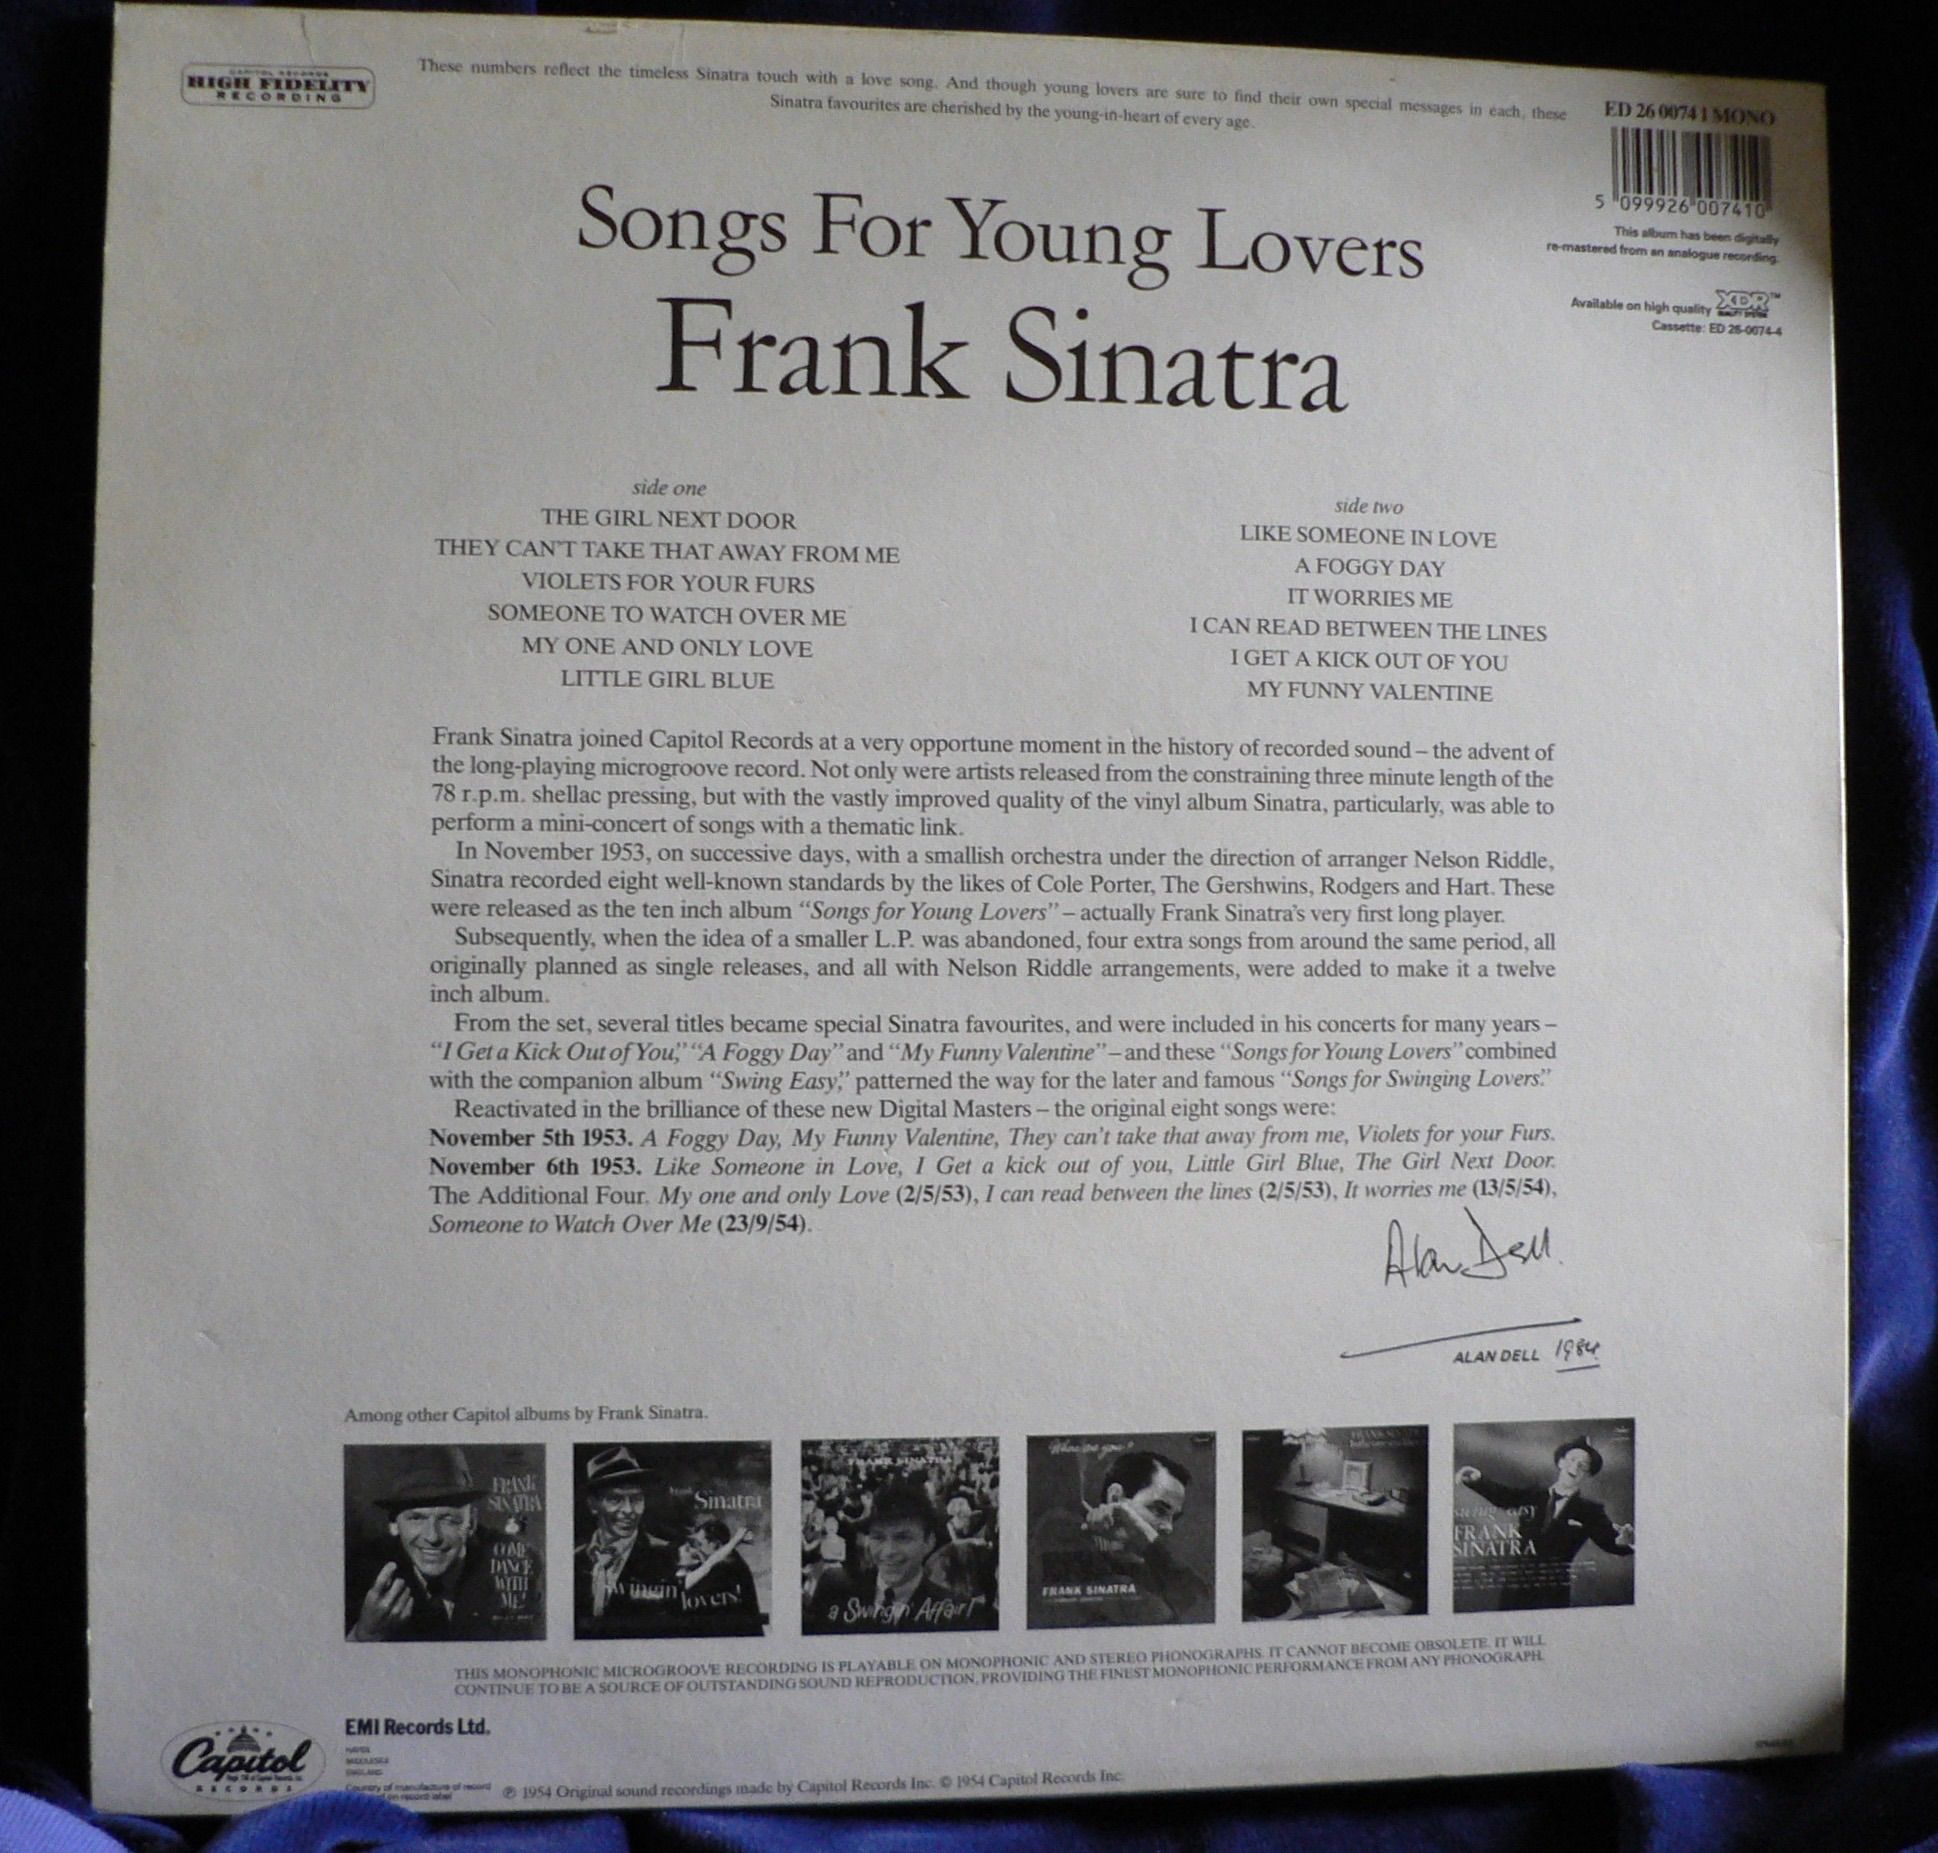 CAPITOL RECORDS
HIGH FIDELITY
RECORDING
These numbers reflect the timeless Sinatra touch with a love song. And though young lovers are sure to find their own special messages in each, these
Sinatra favourites are cherished by the young-in-heart of every age.
ED 26 0074 1 MONO
5 099926 007410
This album has been digitally
re-mastered from an analogue recording.
Available on high quality XDR™
Cassette: ED 26-0074-4
Songs For Young Lovers
Frank Sinatra
side one
THE GIRL NEXT DOOR
THEY CAN'T TAKE THAT AWAY FROM ME
VIOLETS FOR YOUR FURS
SOMEONE TO WATCH OVER ME
MY ONE AND ONLY LOVE
LITTLE GIRL BLUE
side two
LIKE SOMEONE IN LOVE
A FOGGY DAY
IT WORRIES ME
I CAN READ BETWEEN THE LINES
I GET A KICK OUT OF YOU
MY FUNNY VALENTINE
Frank Sinatra joined Capitol Records at a very opportune moment in the history of recorded sound – the advent of
the long-playing microgroove record. Not only were artists released from the constraining three minute length of the
78 r.p.m. shellac pressing, but with the vastly improved quality of the vinyl album Sinatra, particularly, was able to
perform a mini-concert of songs with a thematic link.
In November 1953, on successive days, with a smallish orchestra under the direction of arranger Nelson Riddle,
Sinatra recorded eight well-known standards by the likes of Cole Porter, The Gershwins, Rodgers and Hart. These
were released as the ten inch album “Songs for Young Lovers” – actually Frank Sinatra's very first long player.
Subsequently, when the idea of a smaller L.P. was abandoned, four extra songs from around the same period, all
originally planned as single releases, and all with Nelson Riddle arrangements, were added to make it a twelve
inch album.
From the set, several titles became special Sinatra favourites, and were included in his concerts for many years –
“I Get a Kick Out of You,” “A Foggy Day” and “My Funny Valentine” – and these “Songs for Young Lovers” combined
with the companion album “Swing Easy,” patterned the way for the later and famous “Songs for Swinging Lovers.”
Reactivated in the brilliance of these new Digital Masters – the original eight songs were:
November 5th 1953. A Foggy Day, My Funny Valentine, They can't take that away from me, Violets for your Furs.
November 6th 1953. Like Someone in Love, I Get a kick out of you, Little Girl Blue, The Girl Next Door.
The Additional Four. My one and only Love (2/5/53), I can read between the lines (2/5/53), It worries me (13/5/54),
Someone to Watch Over Me (23/9/54).
Alan Dell.
ALAN DELL 1984.
Among other Capitol albums by Frank Sinatra.
FRANK
SINATRA
COME
DANCE
WITH
ME!
Sinatra
Swingin' lovers!
FRANK SINATRA
a Swingin' Affair!
Where are you?
FRANK SINATRA
FRANK SINATRA
swing easy
FRANK
SINATRA
THIS MONOPHONIC MICROGROOVE RECORDING IS PLAYABLE ON MONOPHONIC AND STEREO PHONOGRAPHS. IT CANNOT BECOME OBSOLETE. IT WILL
CONTINUE TO BE A SOURCE OF OUTSTANDING SOUND REPRODUCTION, PROVIDING THE FINEST MONOPHONIC PERFORMANCE FROM ANY PHONOGRAPH.
Capitol
RECORDS
EMI Records Ltd.
HAYES
MIDDLESEX
ENGLAND
Country of manufacture of record
on record label
℗ 1954 Original sound recordings made by Capitol Records Inc. © 1954 Capitol Records Inc.